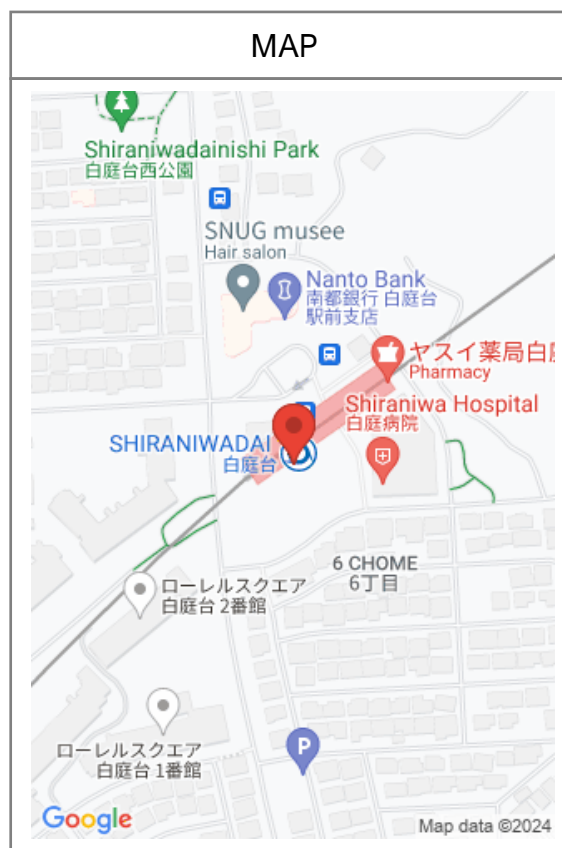 MAP
Shiraniwadainishi Park
白庭台西公園
SNUG musee
Hair salon
Nanto Bank
南都銀行 白庭台
駅前支店
ヤスイ薬局白
Pharmacy
Shiraniwa Hospital
白庭病院
SHIRANIWADAI
白庭台
6 CHOME
6丁目
ローレルスクエア
白庭台 2番館
ローレルスクエア
白庭台 1番館
P
Google
Map data ©2024